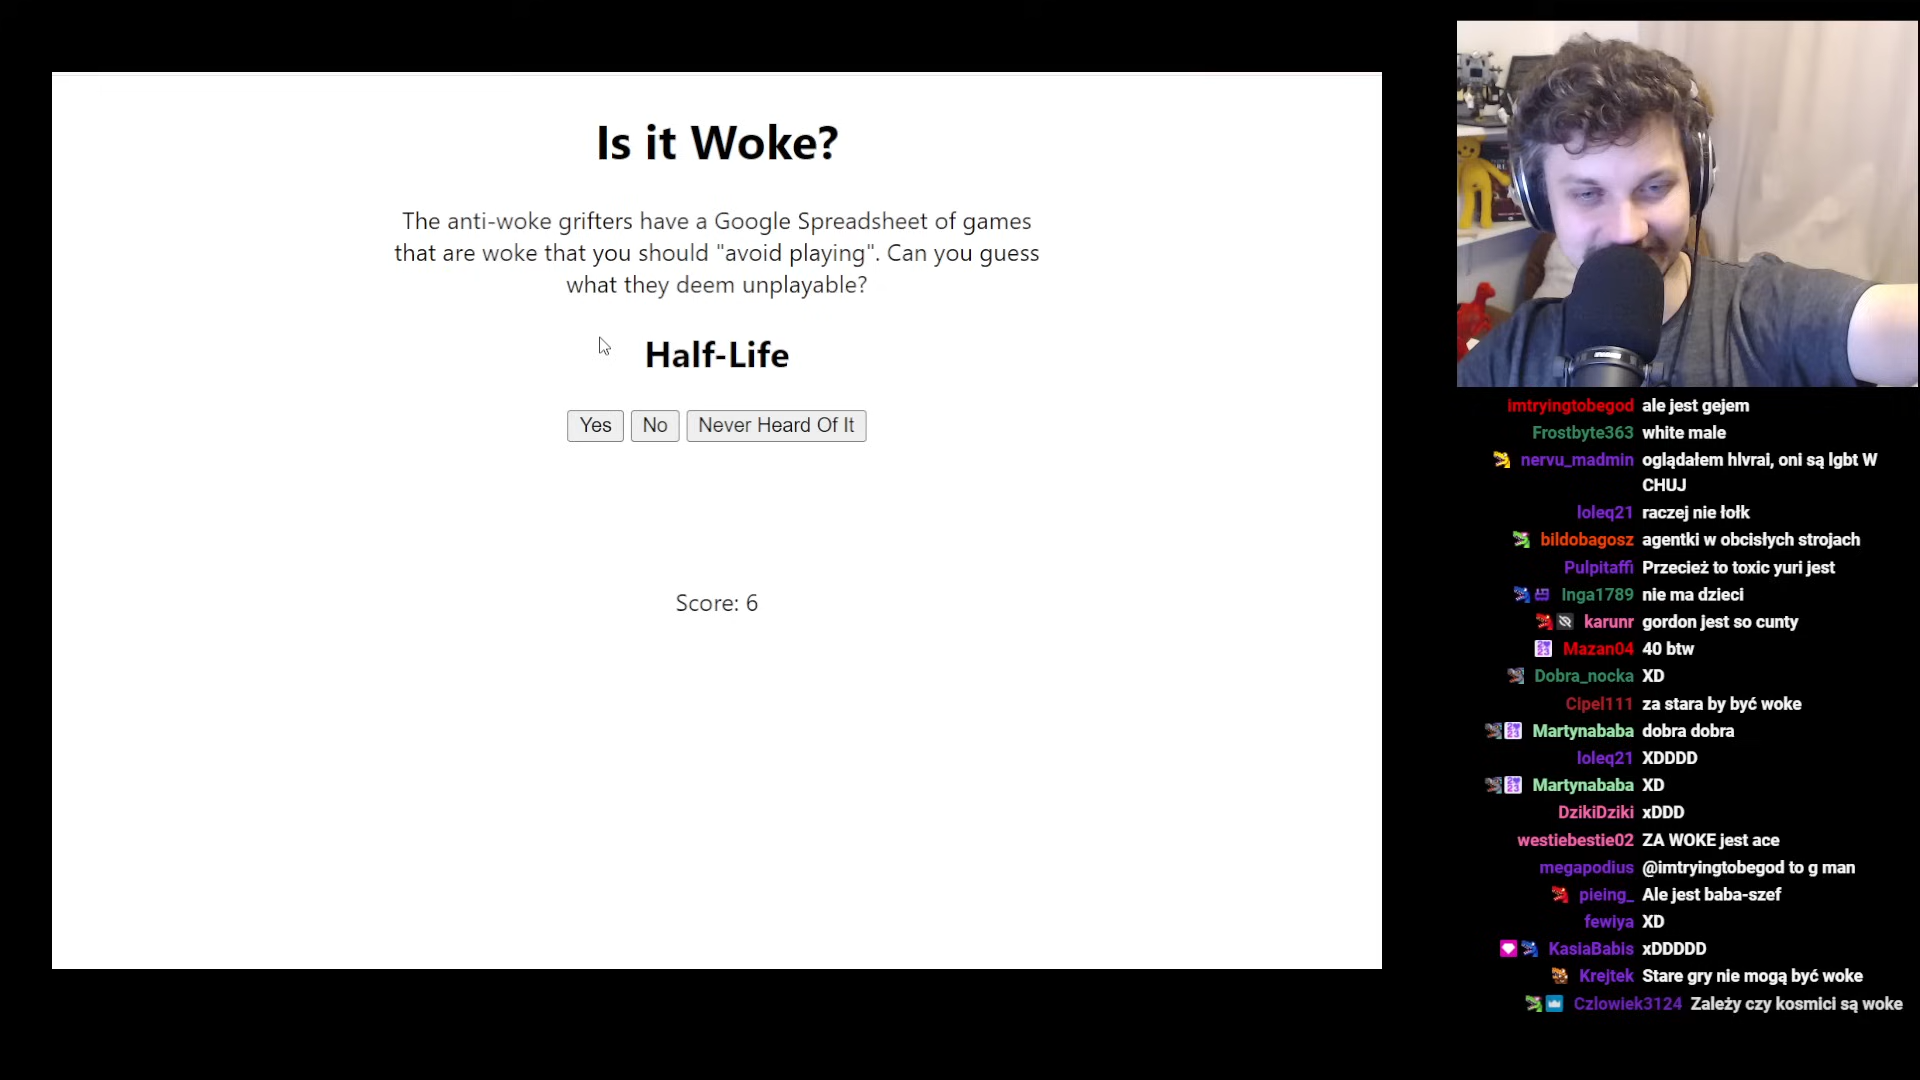 Is it Woke?
The anti-woke grifters have a Google Spreadsheet of games
that are woke that you should "avoid playing". Can you guess
what they deem unplayable?
Half-Life
Yes No Never Heard Of It
Score: 6
imtryingtobegod ale jest gejem
Frostbyte363 white male
nervu_madmin oglądałem hlvrai, oni są lgbt W
CHUJ
loleq21 raczej nie łołk
bildobagosz agentki w obcisłych strojach
Pulpitaffi Przecież to toxic yuri jest
Inga1789 nie ma dzieci
karunr gordon jest so cunty
Mazan04 40 btw
Dobra_nocka XD
Cipel111 za stara by być woke
Martynababa dobra dobra
loleq21 XDDDD
Martynababa XD
DzikiDziki xDDD
westiebestie02 ZA WOKE jest ace
megapodius @imtryingtobegod to g man
pieing_ Ale jest baba-szef
fewiya XD
KasiaBabis xDDDDD
Krejtek Stare gry nie mogą być woke
Czlowiek3124 Zależy czy kosmici są woke